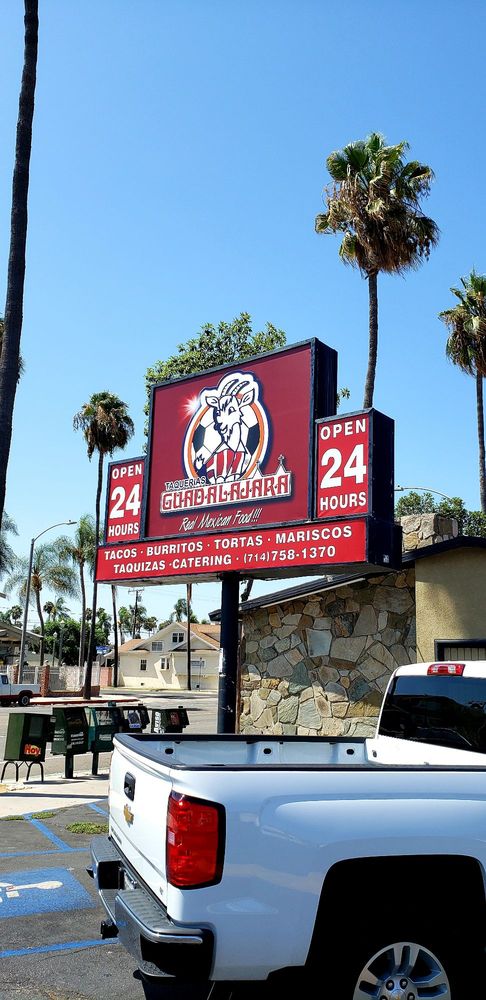 TAQUERIAS
GUADALAJARA
Real Mexican Food!!!
OPEN
24
HOURS
OPEN
24
HOURS
TACOS · BURRITOS · TORTAS · MARISCOS
TAQUIZAS · CATERING · (714)758-1370
Hoy